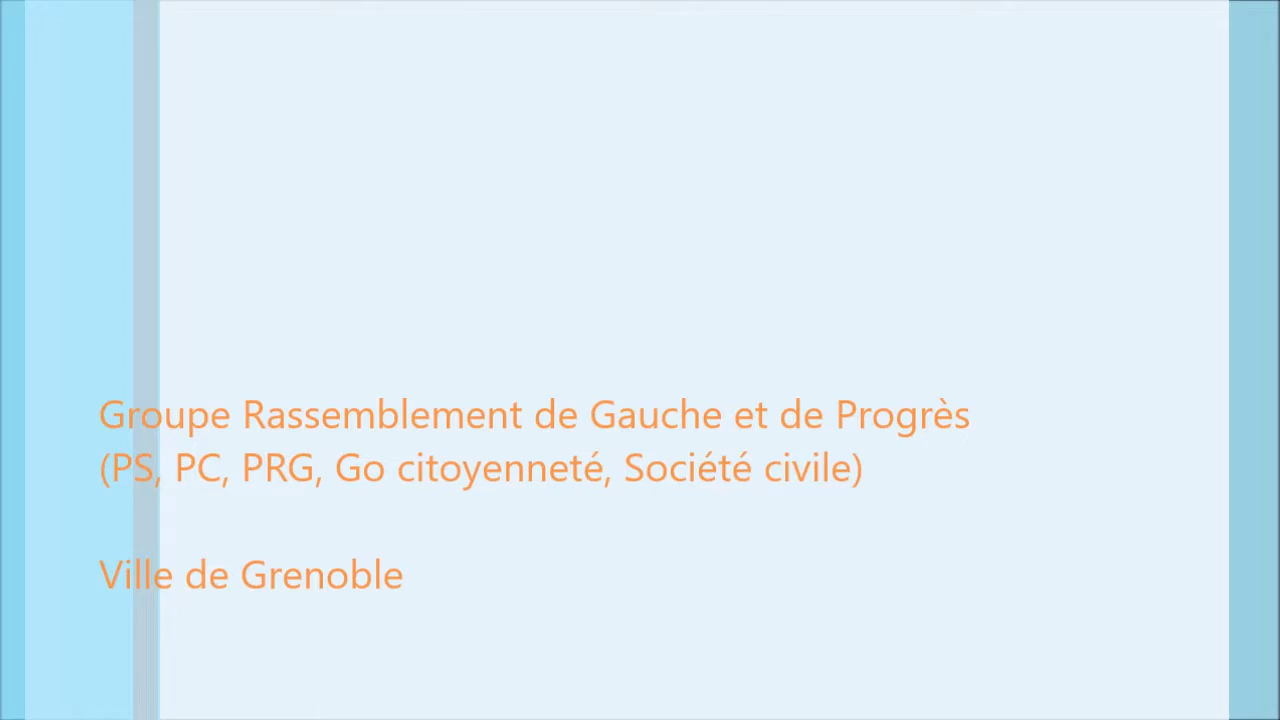 Groupe Rassemblement de Gauche et de Progrès
(PS, PC, PRG, Go citoyenneté, Société civile)
Ville de Grenoble